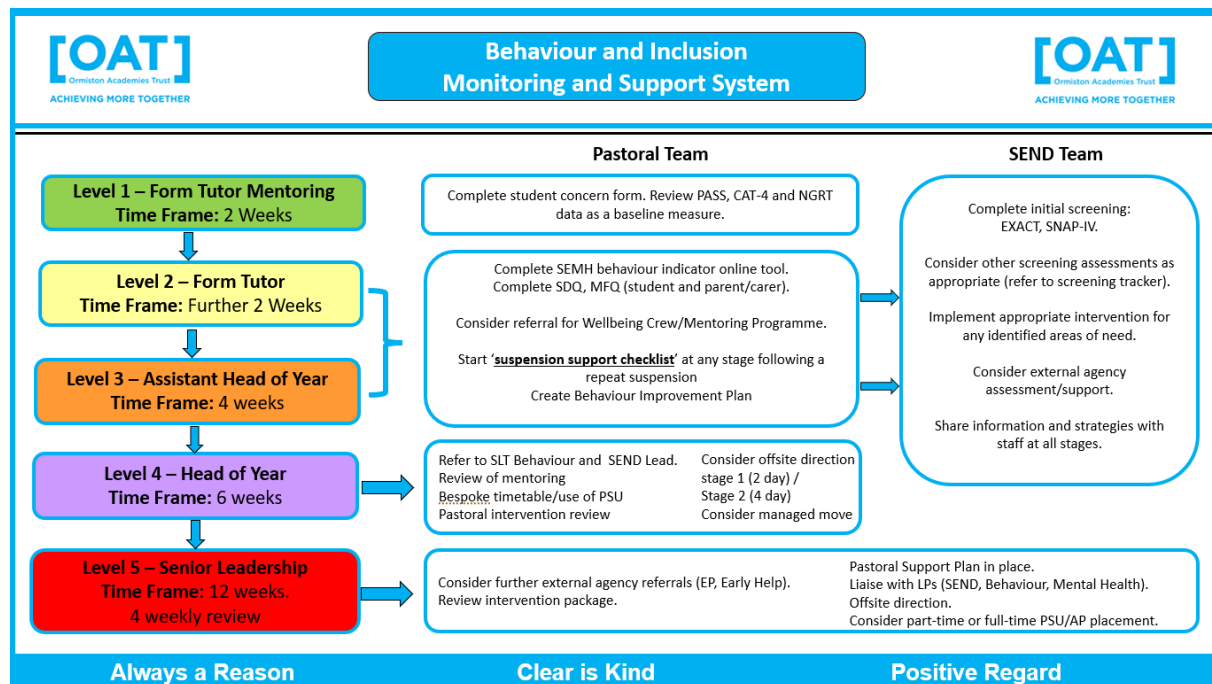 [OAT]
Ormiston Academies Trust
ACHIEVING MORE TOGETHER
Behaviour and Inclusion
Monitoring and Support System
[OAT]
Ormiston Academies Trust
ACHIEVING MORE TOGETHER
Pastoral Team
SEND Team
Level 1 – Form Tutor Mentoring
Time Frame: 2 Weeks
Complete student concern form. Review PASS, CAT-4 and NGRT
data as a baseline measure.
Level 2 – Form Tutor
Time Frame: Further 2 Weeks
Level 3 – Assistant Head of Year
Time Frame: 4 weeks
Complete SEMH behaviour indicator online tool.
Complete SDQ, MFQ (student and parent/carer).
Consider referral for Wellbeing Crew/Mentoring Programme.
Start ‘suspension support checklist’ at any stage following a
repeat suspension
Create Behaviour Improvement Plan
Complete initial screening:
EXACT, SNAP-IV.
Consider other screening assessments as
appropriate (refer to screening tracker).
Implement appropriate intervention for
any identified areas of need.
Consider external agency
assessment/support.
Share information and strategies with
staff at all stages.
Level 4 – Head of Year
Time Frame: 6 weeks
Refer to SLT Behaviour and SEND Lead.
Review of mentoring
Bespoke timetable/use of PSU
Pastoral intervention review
Consider offsite direction
stage 1 (2 day) /
Stage 2 (4 day)
Consider managed move
Level 5 – Senior Leadership
Time Frame: 12 weeks.
4 weekly review
Consider further external agency referrals (EP, Early Help).
Review intervention package.
Pastoral Support Plan in place.
Liaise with LPs (SEND, Behaviour, Mental Health).
Offsite direction.
Consider part-time or full-time PSU/AP placement.
Always a Reason
Clear is Kind
Positive Regard